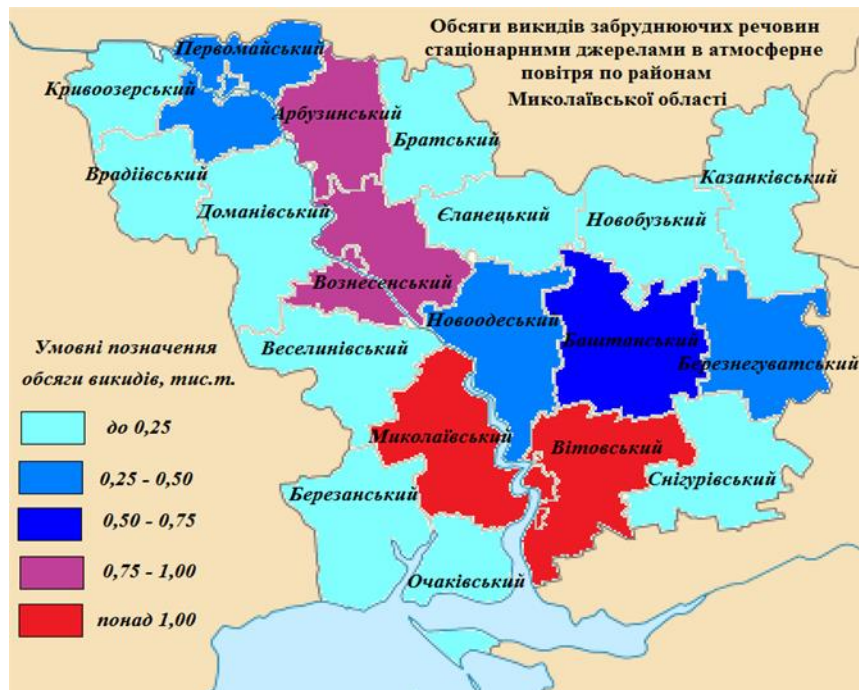 Обсяги викидів забруднюючих речовин
стаціонарними джерелами в атмосферне
повітря по районам
Миколаївської області
Первомайський
Кривоозерський
Арбузинський
Братський
Врадіївський
Казанківський
Доманівський
Єланецький
Новобузький
Вознесенський
Новоодеський
Баштанський
Березнегуватський
Веселинівський
Миколаївський
Вітовський
Снігурівський
Березанський
Очаківський
Умовні позначення
обсяги викидів, тис.т.
до 0,25
0,25 - 0,50
0,50 - 0,75
0,75 - 1,00
понад 1,00